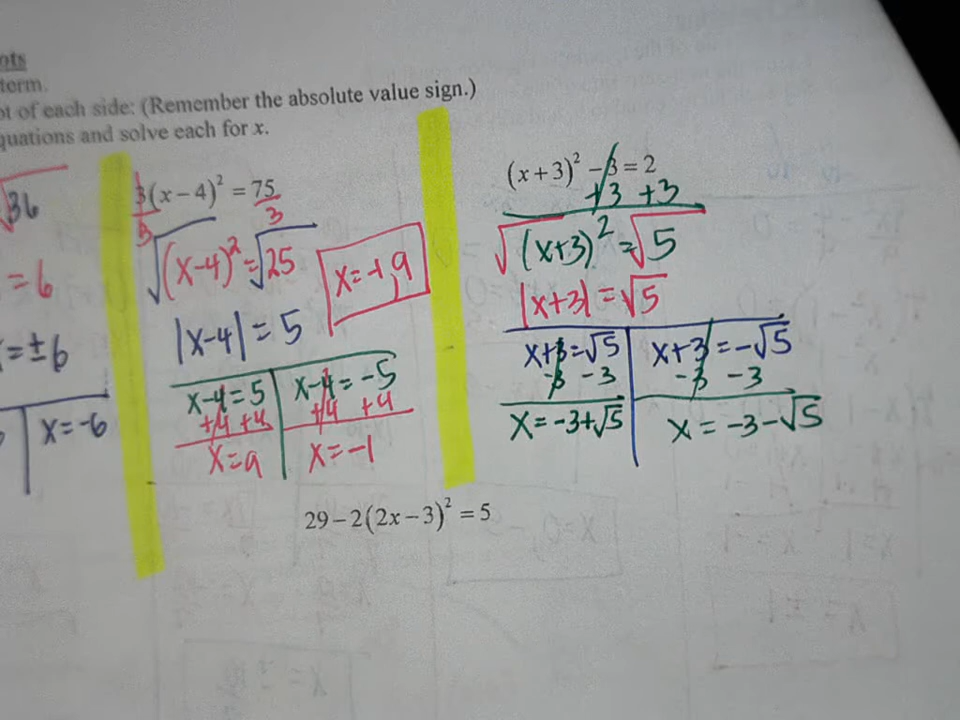 ots
term.
ot of each side: (Remember the absolute value sign.)
quations and solve each for x.
√36
= 6
= ±6
x = -6
3(x − 4)² = 75
3 3
√(x-4)² = √25
x = -1, 9
|x-4| = 5
x-4 = 5 x-4 = -5
+4 +4 +4 +4
x = 9 x = -1
(x + 3)² − 3 = 2
+3 +3
√(x+3)² = √5
|x+3| = √5
x+3 = √5 x+3 = -√5
-3 -3 -3 -3
x = -3+√5 x = -3-√5
29 − 2(2x − 3)² = 5